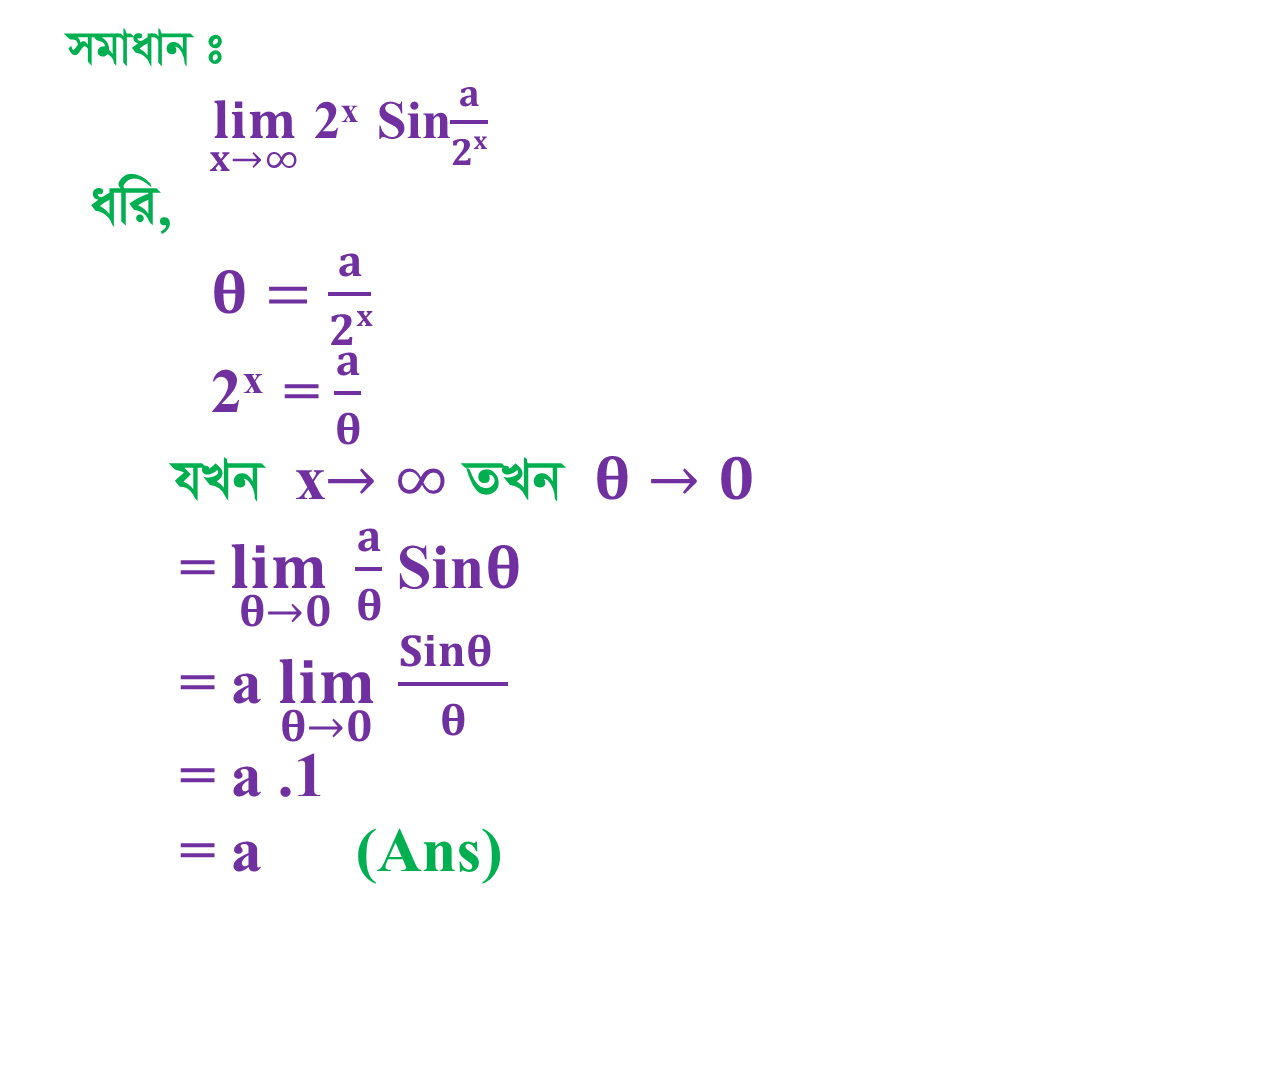 সমাধান ঃ
lim x→∞ 2^x Sin a/2^x
ধরি,
θ = a/2^x
2^x = a/θ
যখন x→ ∞ তখন θ → 0
= lim θ→0 a/θ Sinθ
= a lim θ→0 Sinθ/θ
= a .1
= a (Ans)